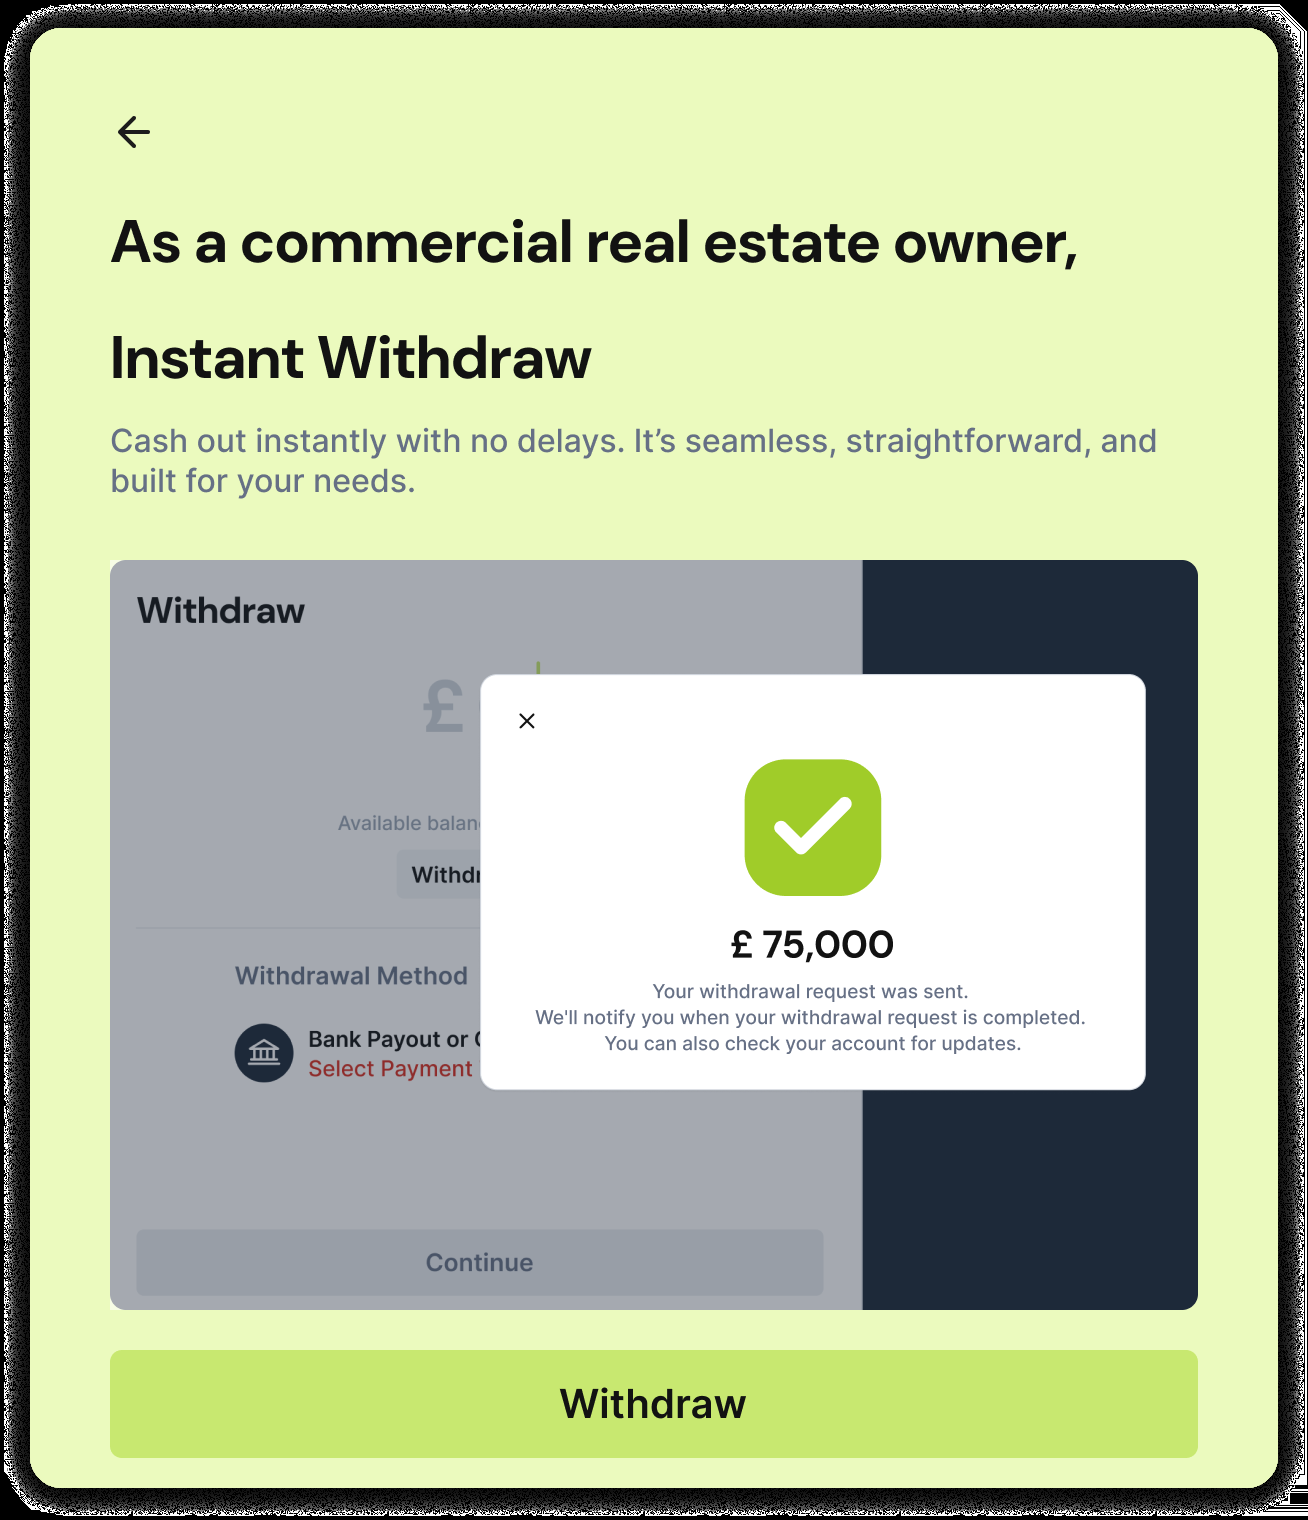 As a commercial real estate owner,
Instant Withdraw
Cash out instantly with no delays. It’s seamless, straightforward, and
built for your needs.
Withdraw
£
Available balan
Withdr
Withdrawal Method
Bank Payout or
Select Payment
£ 75,000
Your withdrawal request was sent.
We'll notify you when your withdrawal request is completed.
You can also check your account for updates.
Continue
Withdraw